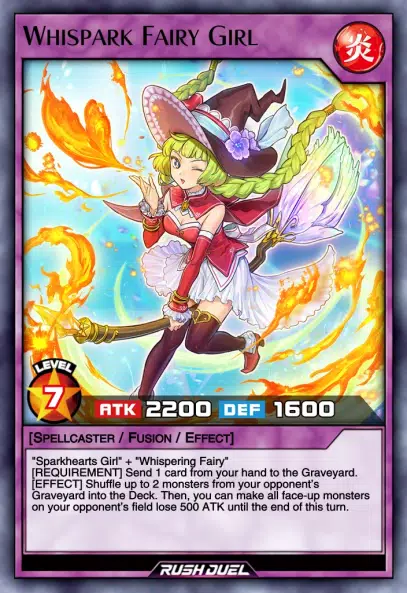 Whispark Fairy Girl
炎
LEVEL
7
ATK 2200 DEF 1600
[Spellcaster / Fusion / Effect]
"Sparkhearts Girl" + "Whispering Fairy"
[REQUIREMENT] Send 1 card from your hand to the Graveyard.
[EFFECT] Shuffle up to 2 monsters from your opponent's
Graveyard into the Deck. Then, you can make all face-up monsters
on your opponent's field lose 500 ATK until the end of this turn.
RUSH DUEL